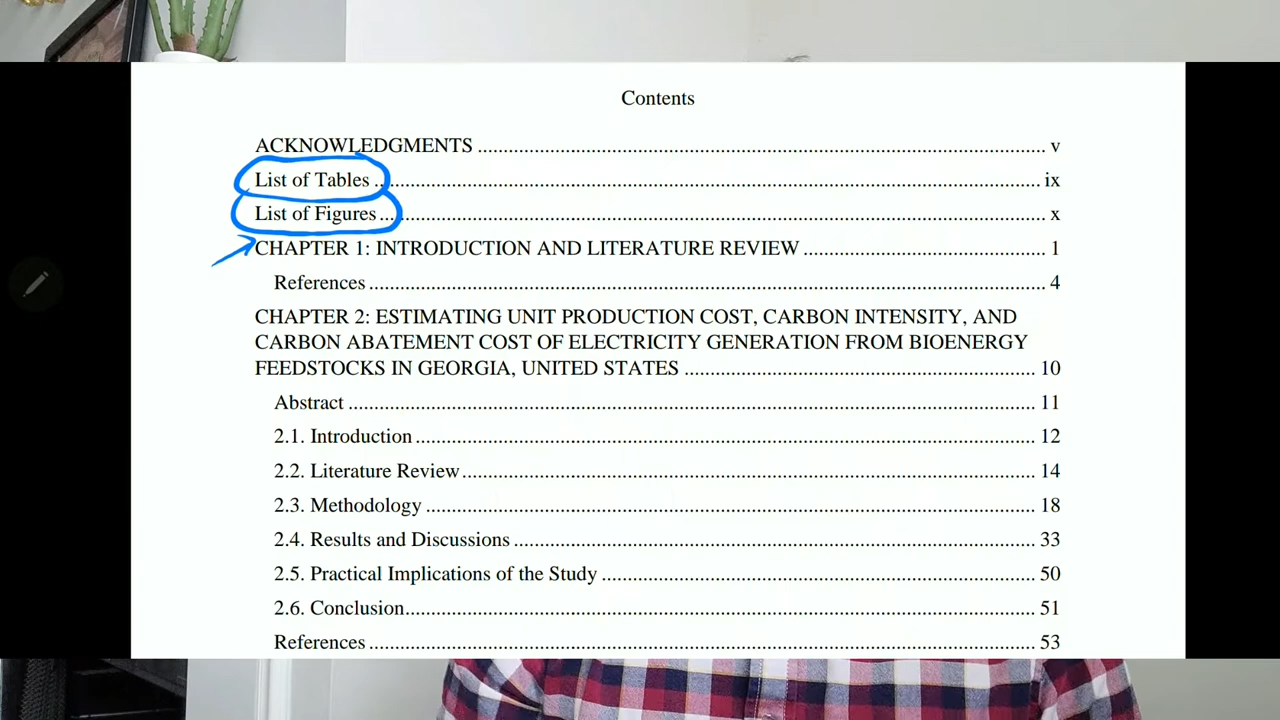 Contents
ACKNOWLEDGMENTS ........................................ v
List of Tables ........................................ ix
List of Figures ........................................ x
CHAPTER 1: INTRODUCTION AND LITERATURE REVIEW ........................................ 1
References ........................................ 4
CHAPTER 2: ESTIMATING UNIT PRODUCTION COST, CARBON INTENSITY, AND
CARBON ABATEMENT COST OF ELECTRICITY GENERATION FROM BIOENERGY
FEEDSTOCKS IN GEORGIA, UNITED STATES ........................................ 10
Abstract ........................................ 11
2.1. Introduction ........................................ 12
2.2. Literature Review ........................................ 14
2.3. Methodology ........................................ 18
2.4. Results and Discussions ........................................ 33
2.5. Practical Implications of the Study ........................................ 50
2.6. Conclusion ........................................ 51
References ........................................ 53